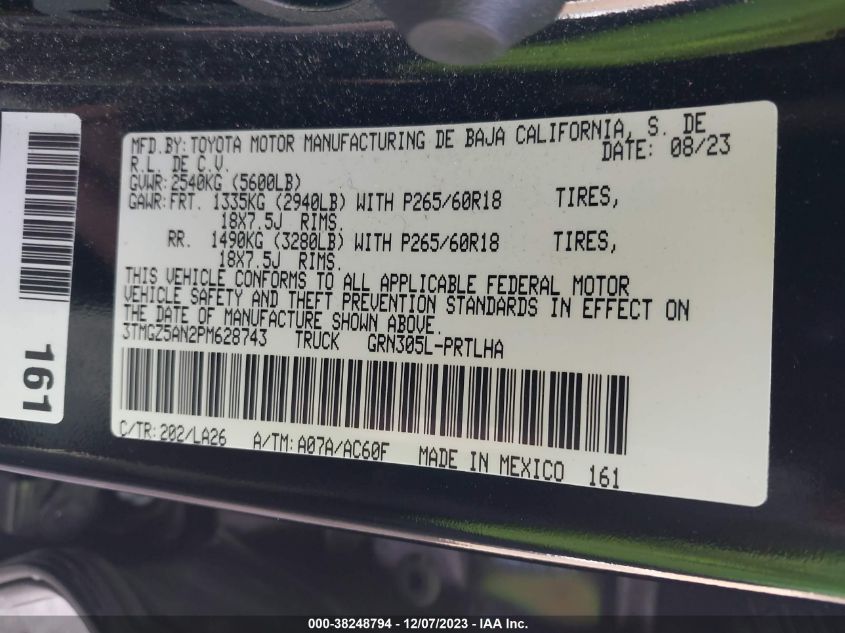 MFD.BY: TOYOTA MOTOR MANUFACTURING DE BAJA CALIFORNIA, S. DE
R.L. DE C.V. DATE: 08/23
GVWR: 2540KG (5600LB)
GAWR: FRT. 1335KG (2940LB) WITH P265/60R18 TIRES,
18X7.5J RIMS.
RR. 1490KG (3280LB) WITH P265/60R18 TIRES,
18X7.5J RIMS.
THIS VEHICLE CONFORMS TO ALL APPLICABLE FEDERAL MOTOR
VEHICLE SAFETY AND THEFT PREVENTION STANDARDS IN EFFECT ON
THE DATE OF MANUFACTURE SHOWN ABOVE.
3TMGZ5AN2PM628743 TRUCK GRN305L-PRTLHA
C/TR: 202/LA26 A/TM: A07A/AC60F MADE IN MEXICO 161
161
000-38248794 - 12/07/2023 - IAA Inc.